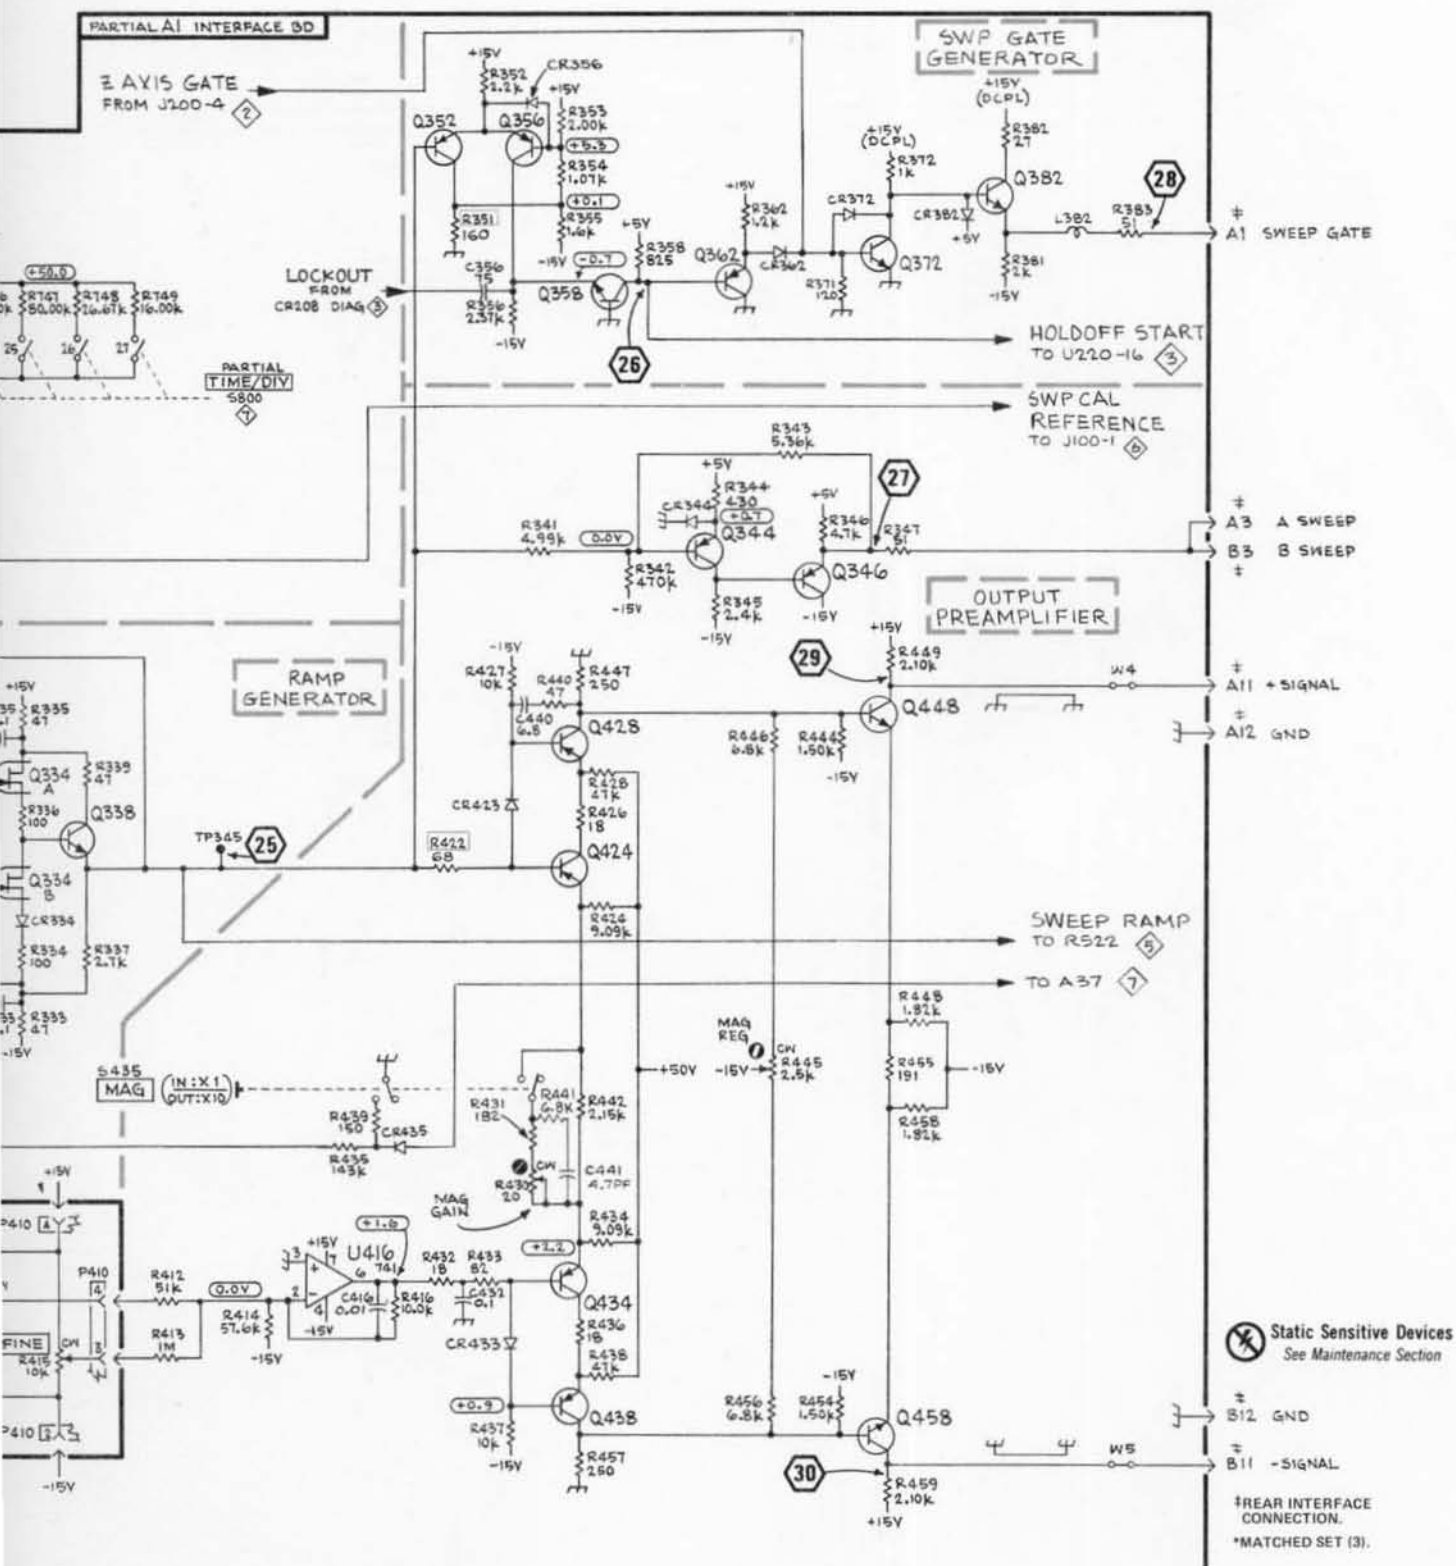 PARTIAL A1 INTERFACE BD
Z AXIS GATE
FROM J200-4 2
+15V
R352
2.2k
CR356
+15V
R353
2.00k
Q352
Q356
+5.3
R354
1.07k
+0.1
R351
160
R355
1.6k
-15V
LOCKOUT
FROM
CR208 DIAG 3
C356
75
R356
2.37k
-15V
-0.7
Q358
+5V
R358
825
26
+15V
R362
1.2k
Q362
CR362
CR372
R371
120
+15V
(DCPL)
R372
1k
Q372
SWP GATE
GENERATOR
+15V
(DCPL)
R382
27
Q382
CR382
+5V
R381
2k
-15V
L382
R383
51
28
‡
A1 SWEEP GATE
HOLDOFF START
TO U220-16 3
+50.0
R747
80.00k
R748
26.67k
R749
16.00k
25
26
27
PARTIAL
TIME/DIV
S800
7
SWP CAL
REFERENCE
TO J100-1 6
R343
5.36k
+5V
R344
430
CR344
+0.7
Q344
R341
4.99k
0.0V
R342
470k
-15V
R345
2.4k
-15V
+5V
R346
4.7k
Q346
-15V
27
R347
51
‡
A3 A SWEEP
B3 B SWEEP
‡
OUTPUT
PREAMPLIFIER
RAMP
GENERATOR
+15V
R335
47
Q334
A
R336
100
R339
47
Q338
Q334
B
CR334
R334
100
R337
2.7k
R333
47
-15V
TP345
25
-15V
R427
10k
R440
47
C440
6.8
R447
250
Q428
CR423
R428
47k
R426
18
R422
68
Q424
R424
9.09k
R446
6.8k
R444
1.50k
-15V
29
+15V
R449
2.10k
Q448
W4
‡
A11 +SIGNAL
‡
A12 GND
SWEEP RAMP
TO R522 5
TO A37 7
R448
1.82k
R455
191
-15V
R458
1.82k
MAG
REG
CW
R445
2.5k
-15V
+50V
S435
MAG
(IN:X1
OUT:X10)
R439
150
CR435
R435
143k
R431
182
R441
6.8K
R442
2.15k
CW
R430
20
C441
4.7PF
MAG
GAIN
R434
9.09k
+2.2
+15V
P410 4
P410
4
3
FINE
CW
R415
10k
P410
-15V
R412
51k
R413
1M
0.0V
R414
57.6k
-15V
+15V
3
7
2
6
4
-15V
U416
741
+1.6
C416
0.01
R416
10.0k
R432
18
R433
82
C432
0.1
Q434
R436
18
CR433
R438
47k
+0.9
R437
10k
-15V
Q438
R457
250
R456
6.8k
-15V
R454
1.50k
Q458
30
R459
2.10k
+15V
W5
Static Sensitive Devices
See Maintenance Section
‡
B12 GND
‡
B11 -SIGNAL
‡REAR INTERFACE
CONNECTION.
*MATCHED SET (3).